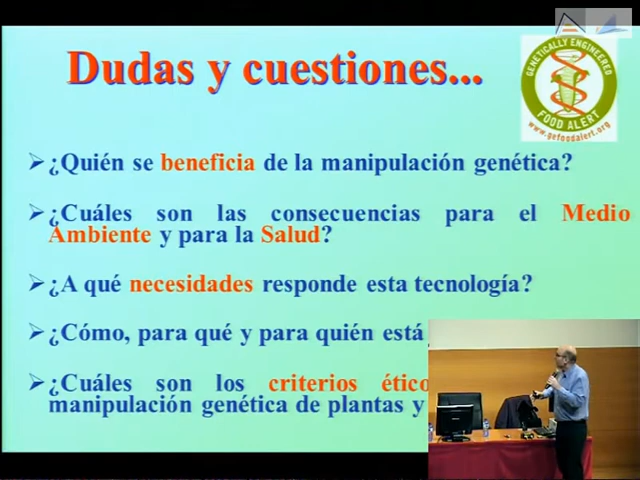 Dudas y cuestiones...
GENETICALLY ENGINEERED
FOOD ALERT
www.gefoodalert.org
¿Quién se beneficia de la manipulación genética?
¿Cuáles son las consecuencias para el Medio
Ambiente y para la Salud?
¿A qué necesidades responde esta tecnología?
¿Cómo, para qué y para quién está
¿Cuáles son los criterios
manipulación genética de plantas y